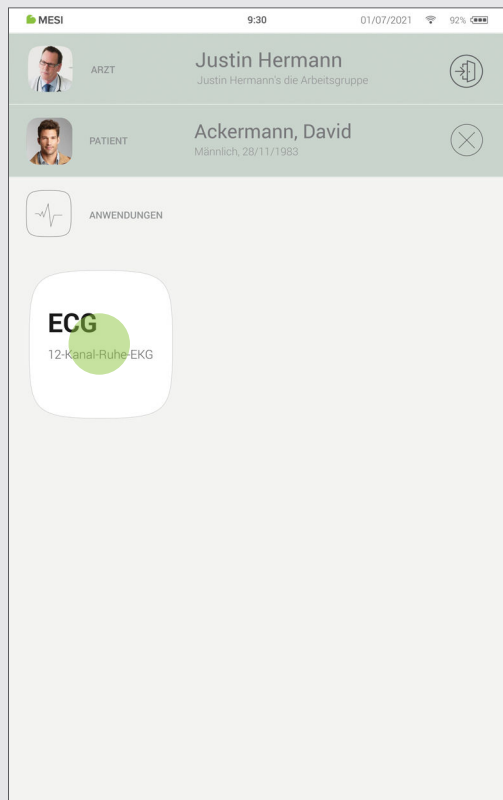 MESI 9:30 01/07/2021 92%
ARZT
Justin Hermann
Justin Hermann's die Arbeitsgruppe
PATIENT
Ackermann, David
Männlich, 28/11/1983
ANWENDUNGEN
ECG
12-Kanal-Ruhe-EKG